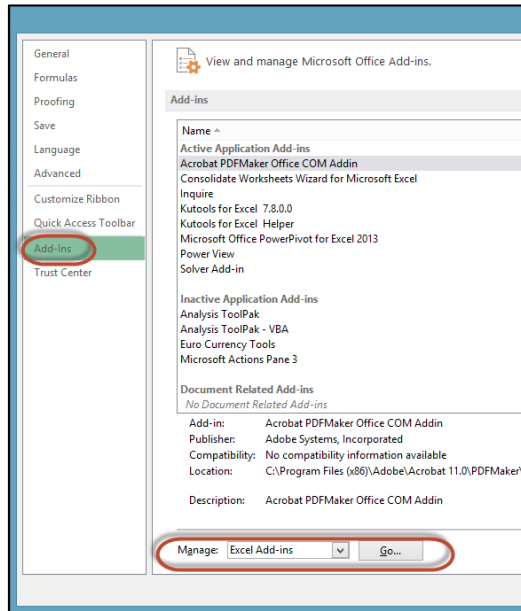 General
Formulas
Proofing
Save
Language
Advanced
Customize Ribbon
Quick Access Toolbar
Add-Ins
Trust Center
View and manage Microsoft Office Add-ins.
Add-ins
Name
Active Application Add-ins
Acrobat PDFMaker Office COM Addin
Consolidate Worksheets Wizard for Microsoft Excel
Inquire
Kutools for Excel 7.8.0.0
Kutools for Excel Helper
Microsoft Office PowerPivot for Excel 2013
Power View
Solver Add-in
Inactive Application Add-ins
Analysis ToolPak
Analysis ToolPak - VBA
Euro Currency Tools
Microsoft Actions Pane 3
Document Related Add-ins
No Document Related Add-ins
Add-in: Acrobat PDFMaker Office COM Addin
Publisher: Adobe Systems, Incorporated
Compatibility: No compatibility information available
Location: C:\Program Files (x86)\Adobe\Acrobat 11.0\PDFMaker\
Description: Acrobat PDFMaker Office COM Addin
Manage: Excel Add-ins Go...